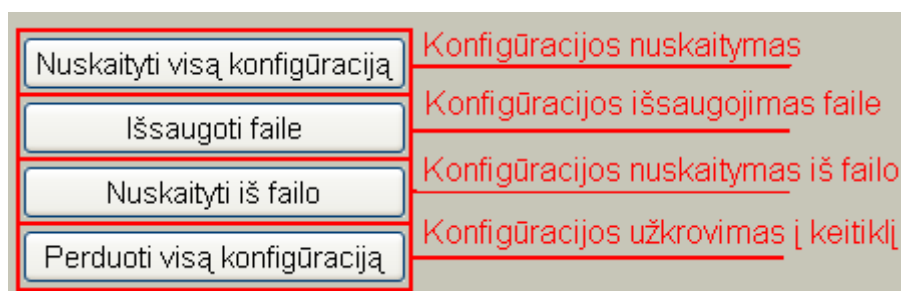 Nuskaityti visą konfigūraciją
Konfigūracijos nuskaitymas
Išsaugoti faile
Konfigūracijos išsaugojimas faile
Nuskaityti iš failo
Konfigūracijos nuskaitymas iš failo
Perduoti visą konfigūraciją
Konfigūracijos užkrovimas į keitiklį